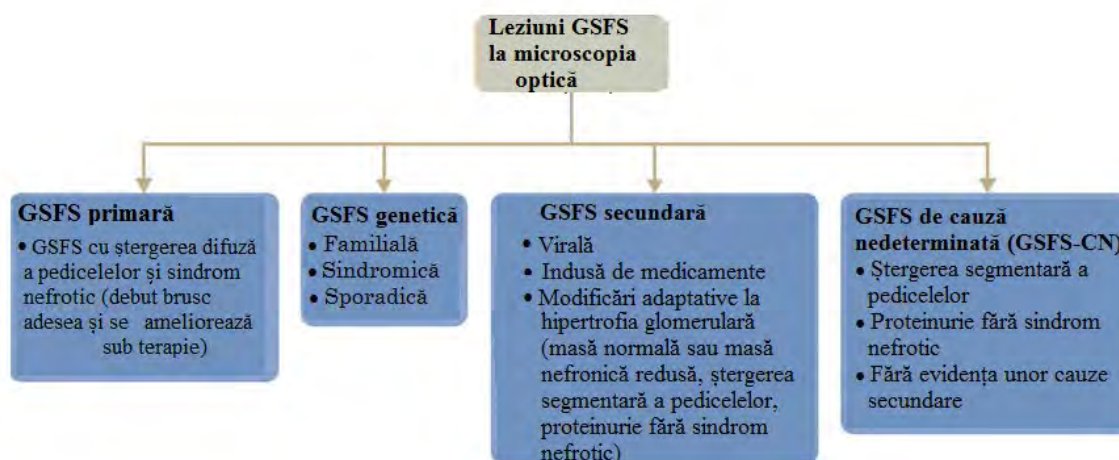 Leziuni GSFS
la microscopia
optică
GSFS primară
• GSFS cu ștergerea difuză
a pedicelelor și sindrom
nefrotic (debut brusc
adesea și se ameliorează
sub terapie)
GSFS genetică
• Familială
• Sindromică
• Sporadică
GSFS secundară
• Virală
• Indusă de medicamente
• Modificări adaptative la
hipertrofia glomerulară
(masă normală sau masă
nefronică redusă, ștergerea
segmentară a pedicelelor,
proteinurie fără sindrom
nefrotic)
GSFS de cauză
nedeterminată (GSFS-CN)
• Ștergerea segmentară a
pedicelelor
• Proteinurie fără sindrom
nefrotic
• Fără evidența unor cauze
secundare